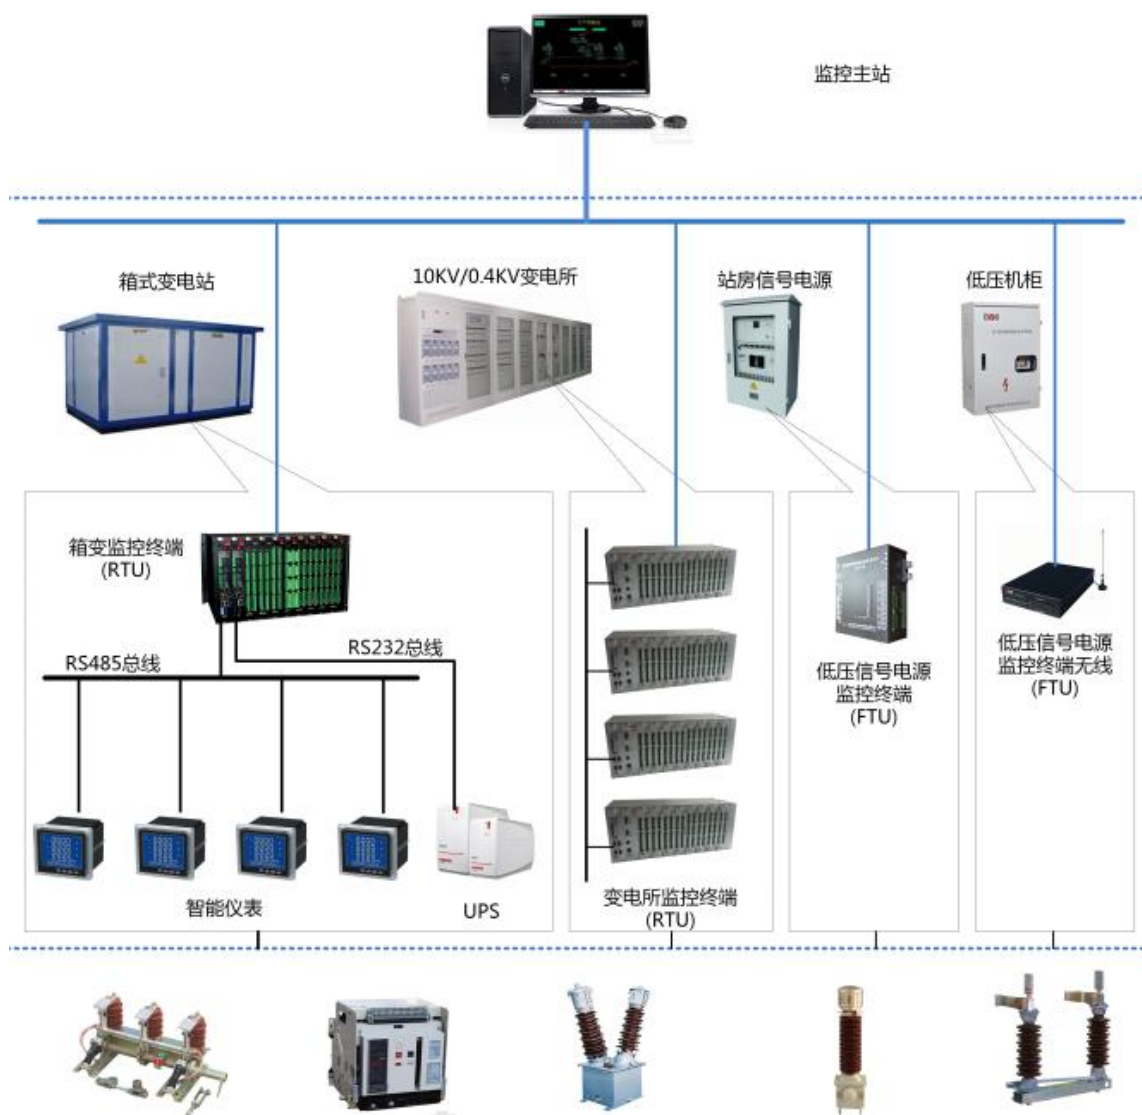 监控主站
箱式变电站
10KV/0.4KV变电所
站房信号电源
低压机柜
箱变监控终端
(RTU)
RS485总线
RS232总线
智能仪表
UPS
变电所监控终端
(RTU)
低压信号电源
监控终端
(FTU)
低压信号电源
监控终端无线
(FTU)